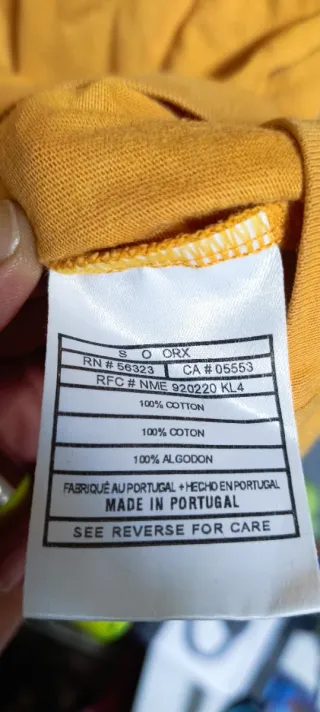 S O ORX
RN # 56323 CA # 05553
RFC # NME 920220 KL4
100% COTTON
100% COTON
100% ALGODON
FABRIQUÉ AU PORTUGAL + HECHO EN PORTUGAL
MADE IN PORTUGAL
SEE REVERSE FOR CARE